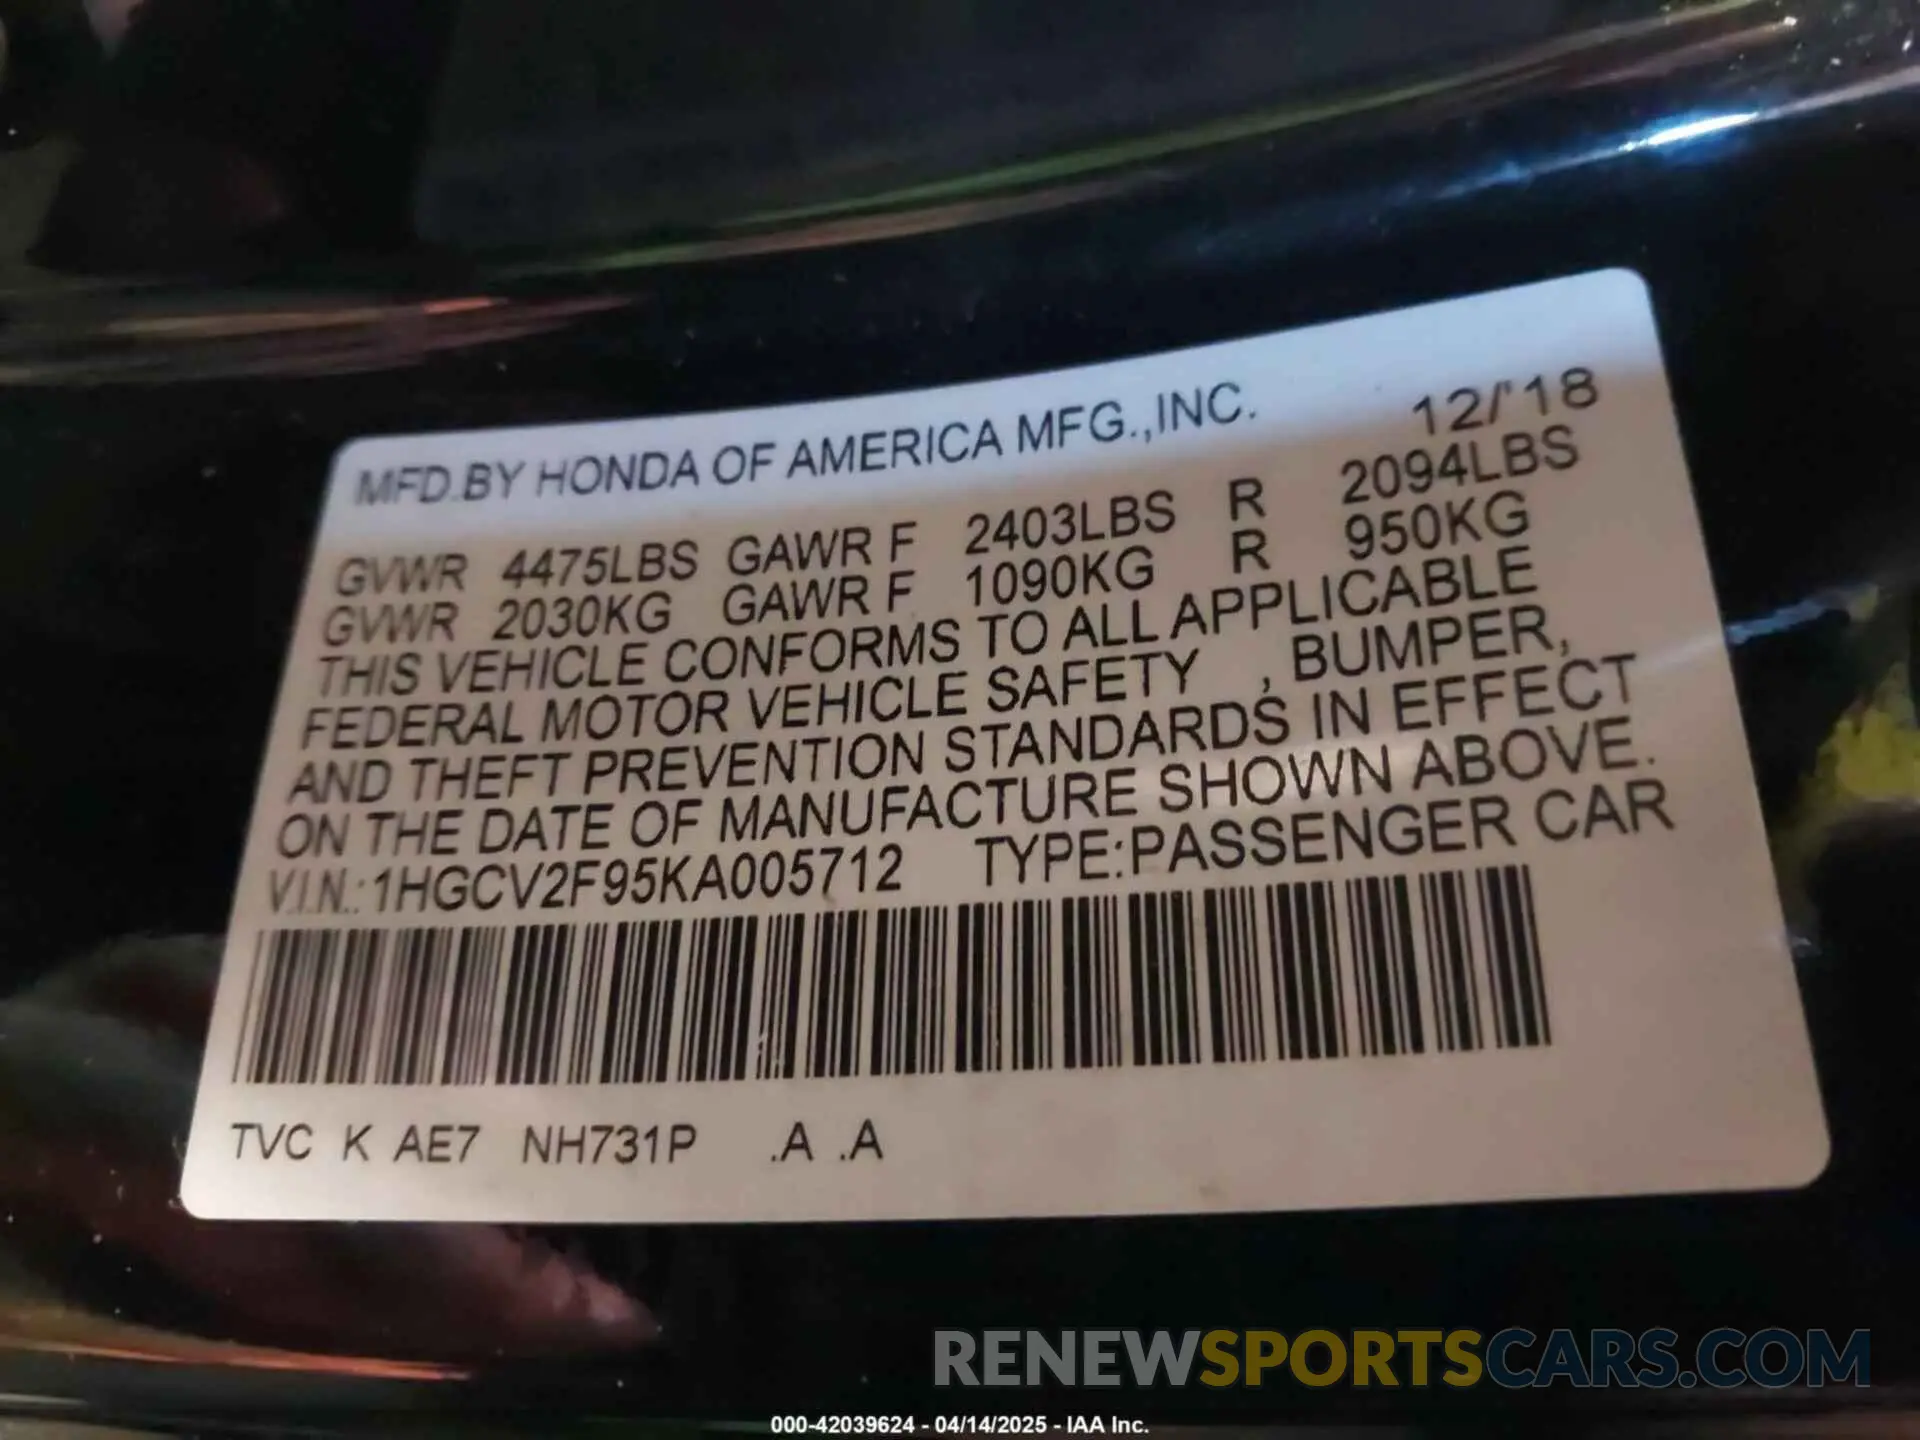 MFD.BY HONDA OF AMERICA MFG.,INC. 12/'18
GVWR 4475LBS GAWR F 2403LBS R 2094LBS
GVWR 2030KG GAWR F 1090KG R 950KG
THIS VEHICLE CONFORMS TO ALL APPLICABLE
FEDERAL MOTOR VEHICLE SAFETY , BUMPER,
AND THEFT PREVENTION STANDARDS IN EFFECT
ON THE DATE OF MANUFACTURE SHOWN ABOVE.
V.I.N.:1HGCV2F95KA005712 TYPE:PASSENGER CAR
TVC K AE7 NH731P .A .A
RENEWSPORTSCARS.COM
000-42039624 - 04/14/2025 - IAA Inc.